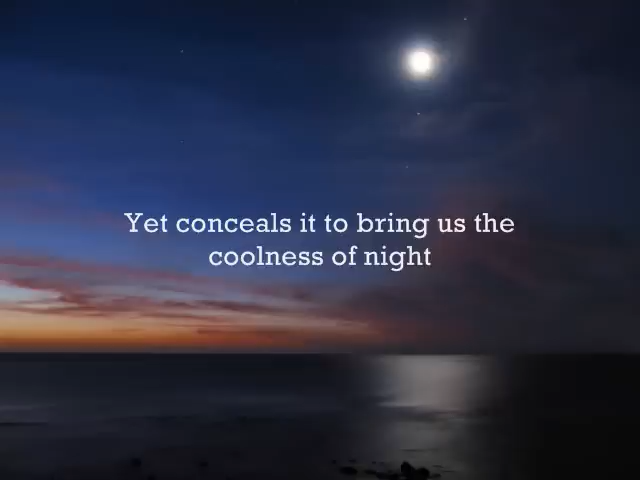 Yet conceals it to bring us the
coolness of night